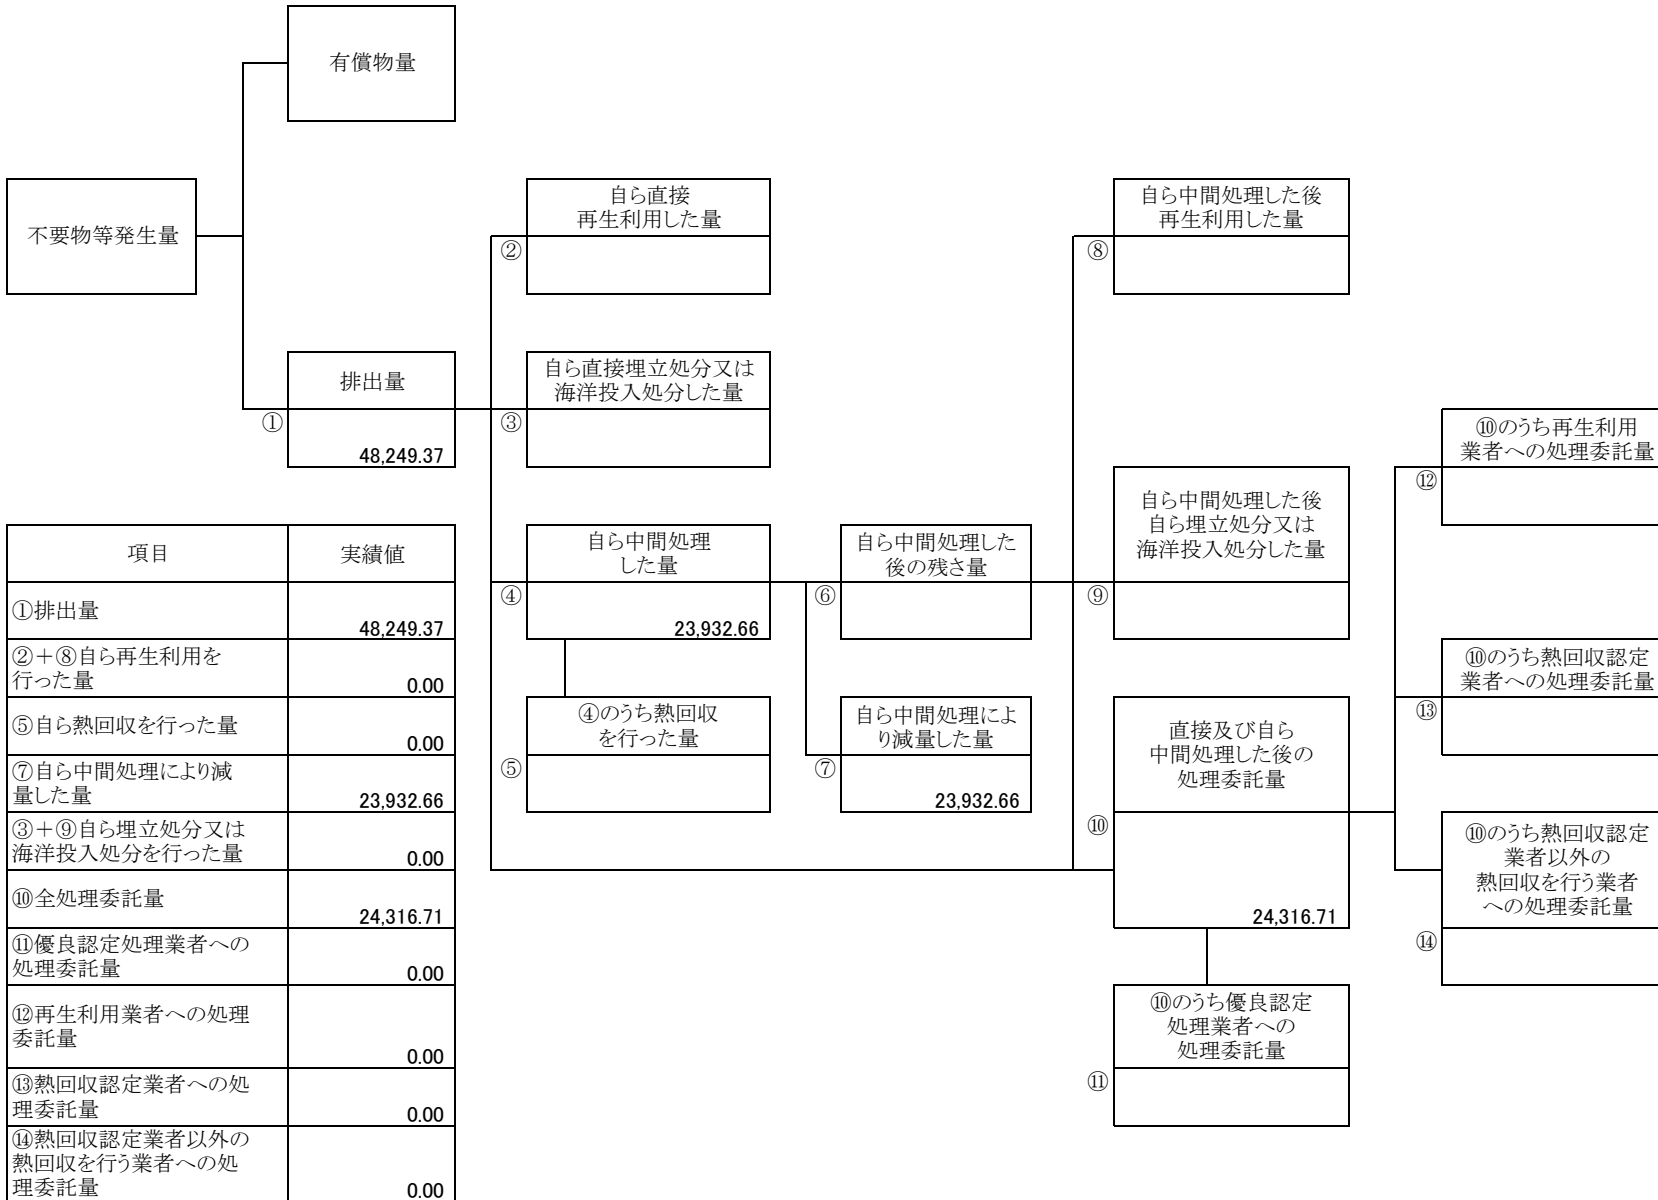 有償物量
不要物等発生量
自ら直接
再生利用した量
②
自ら中間処理した後
再生利用した量
⑧
排出量
①
48,249.37
自ら直接埋立処分又は
海洋投入処分した量
③
⑩のうち再生利用
業者への処理委託量
⑫
自ら中間処理した後
自ら埋立処分又は
海洋投入処分した量
⑨
自ら中間処理
した量
④
23,932.66
自ら中間処理した
後の残さ量
⑥
⑩のうち熱回収認定
業者への処理委託量
⑬
④のうち熱回収
を行った量
⑤
自ら中間処理によ
り減量した量
⑦
23,932.66
直接及び自ら
中間処理した後の
処理委託量
⑩
24,316.71
⑩のうち熱回収認定
業者以外の
熱回収を行う業者
への処理委託量
⑭
⑩のうち優良認定
処理業者への
処理委託量
⑪
項目 実績値
①排出量
48,249.37
②＋⑧自ら再生利用を
行った量
0.00
⑤自ら熱回収を行った量
0.00
⑦自ら中間処理により減
量した量
23,932.66
③＋⑨自ら埋立処分又は
海洋投入処分を行った量
0.00
⑩全処理委託量
24,316.71
⑪優良認定処理業者への
処理委託量
0.00
⑫再生利用業者への処理
委託量
0.00
⑬熱回収認定業者への処
理委託量
0.00
⑭熱回収認定業者以外の
熱回収を行う業者への処
理委託量
0.00